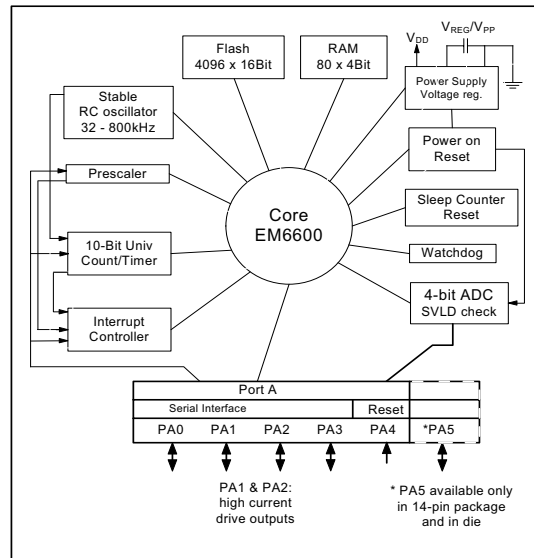 Flash
4096 x 16Bit
RAM
80 x 4Bit
VDD
VREG/VPP
Power Supply
Voltage reg.
Stable
RC oscillator
32 - 800kHz
Power on
Reset
Prescaler
Core
EM6600
Sleep Counter
Reset
10-Bit Univ
Count/Timer
Watchdog
4-bit ADC
SVLD check
Interrupt
Controller
Port A
Serial Interface
Reset
PA0 PA1 PA2 PA3 PA4 *PA5
PA1 & PA2:
high current
drive outputs
* PA5 available only
in 14-pin package
and in die